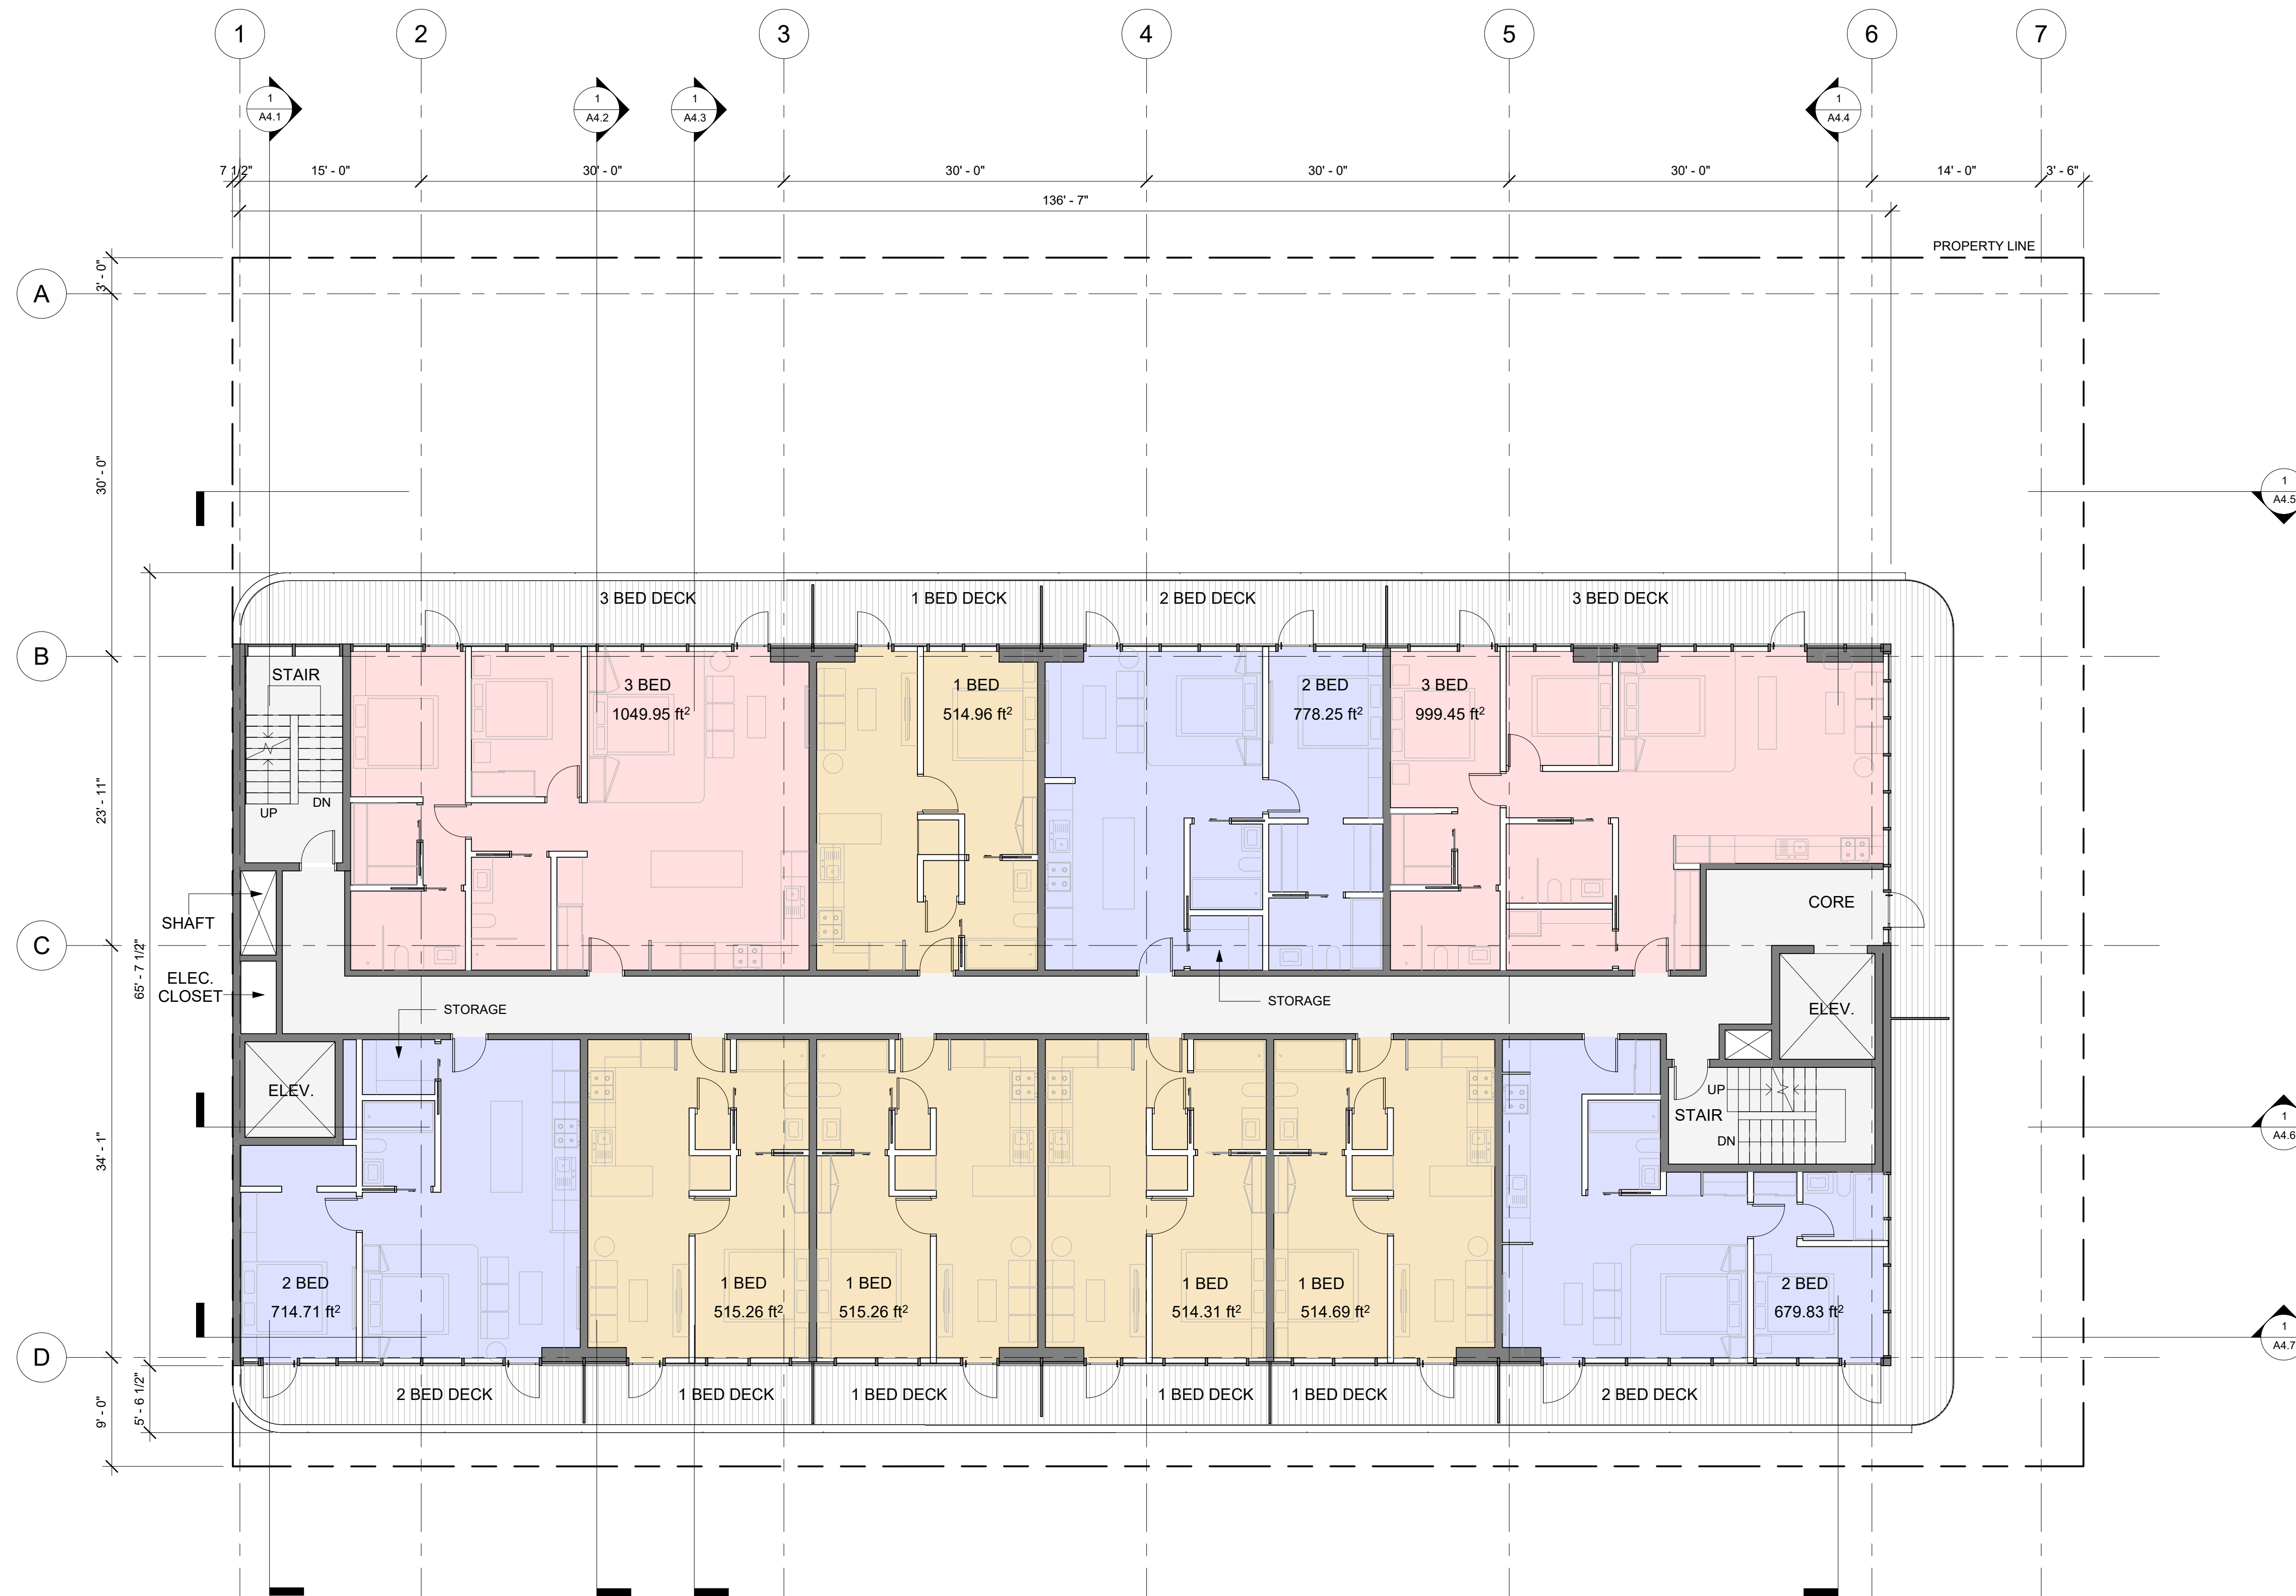 1
2
3
4
5
6
7
1
A4.1
1
A4.2
1
A4.3
1
A4.4
7 1/2"
15' - 0"
30' - 0"
30' - 0"
30' - 0"
30' - 0"
14' - 0"
3' - 6"
136' - 7"
PROPERTY LINE
A
3' - 0"
30' - 0"
1
A4.5
3 BED DECK
1 BED DECK
2 BED DECK
3 BED DECK
B
STAIR
UP
DN
3 BED
1049.95 ft²
1 BED
514.96 ft²
2 BED
778.25 ft²
3 BED
999.45 ft²
23' - 11"
SHAFT
CORE
C
65' - 7 1/2"
ELEC.
CLOSET
STORAGE
STORAGE
ELEV.
ELEV.
UP
STAIR
DN
1
A4.6
34' - 1"
2 BED
714.71 ft²
1 BED
515.26 ft²
1 BED
515.26 ft²
1 BED
514.31 ft²
1 BED
514.69 ft²
2 BED
679.83 ft²
1
A4.7
D
2 BED DECK
1 BED DECK
1 BED DECK
1 BED DECK
1 BED DECK
2 BED DECK
9' - 0"
5' - 6 1/2"